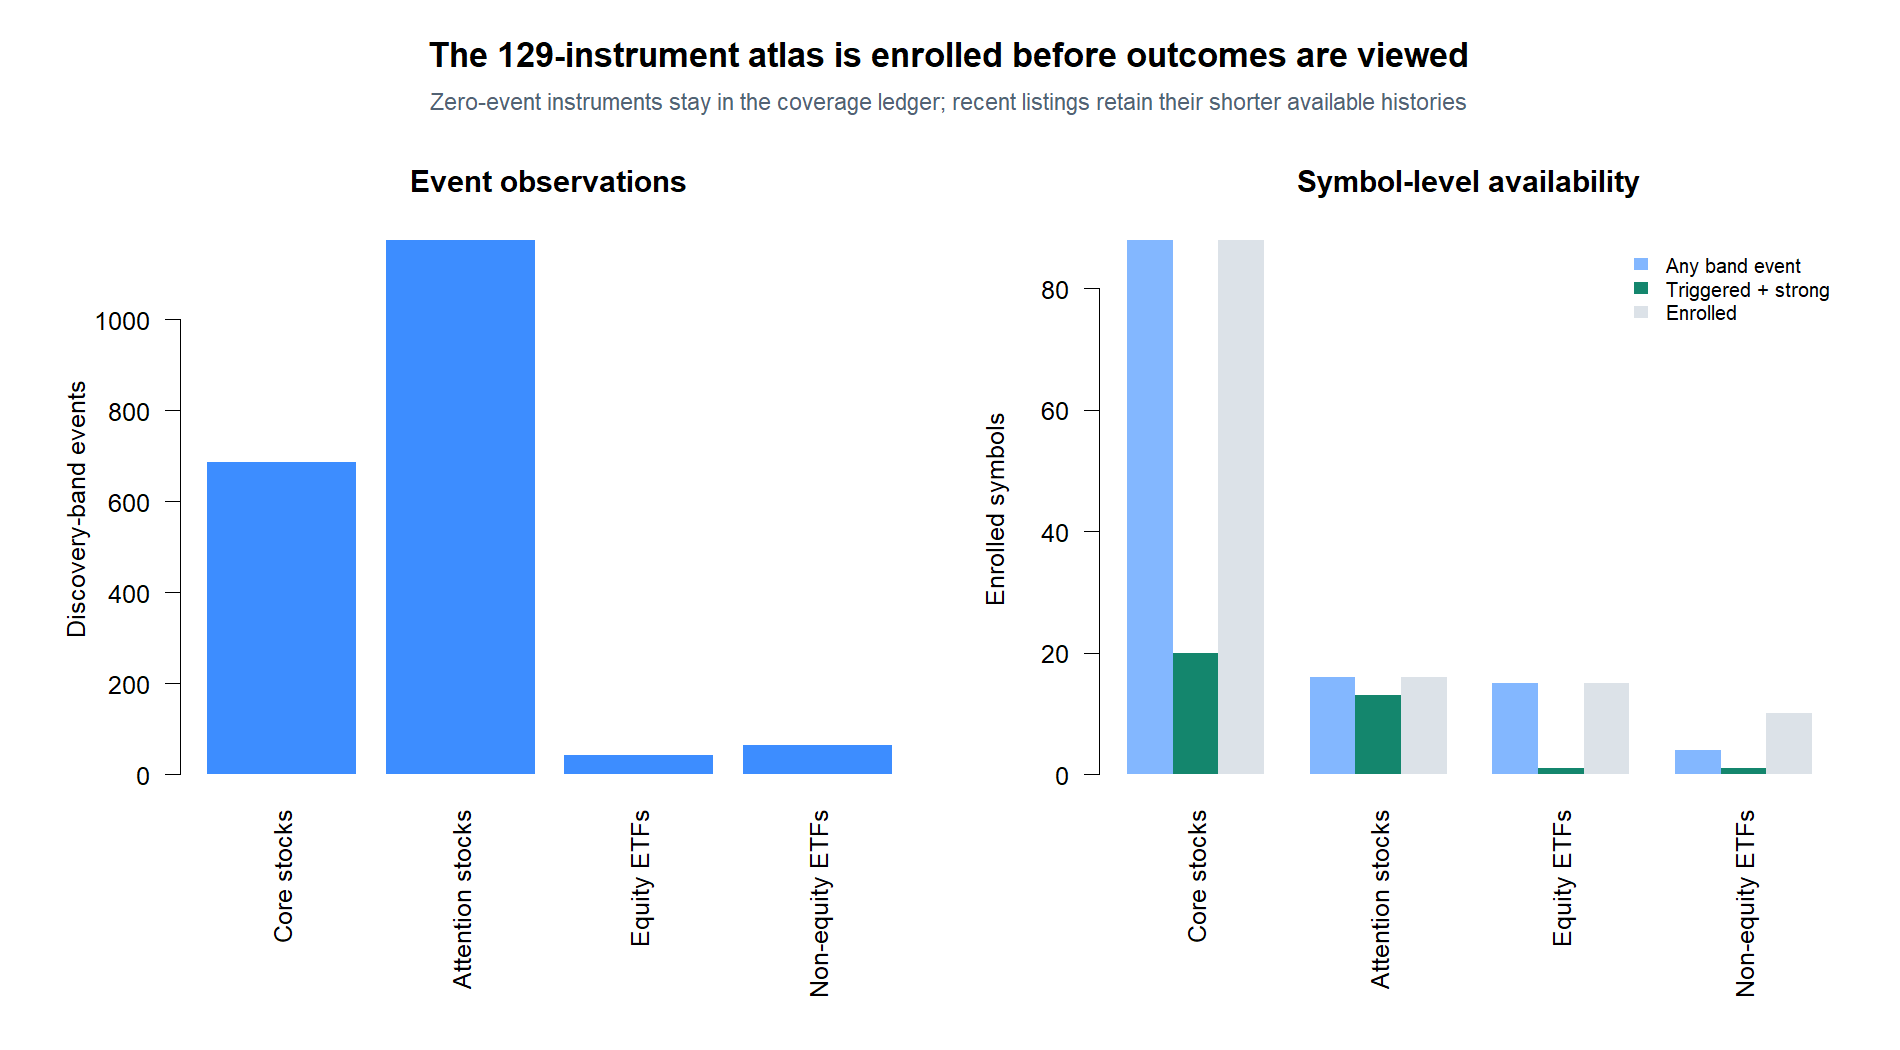 The 129-instrument atlas is enrolled before outcomes are viewed
Zero-event instruments stay in the coverage ledger; recent listings retain their shorter available histories
Event observations
Discovery-band events
1000
800
600
400
200
0
Core stocks
Attention stocks
Equity ETFs
Non-equity ETFs
Symbol-level availability
Enrolled symbols
80
60
40
20
0
Any band event
Triggered + strong
Enrolled
Core stocks
Attention stocks
Equity ETFs
Non-equity ETFs